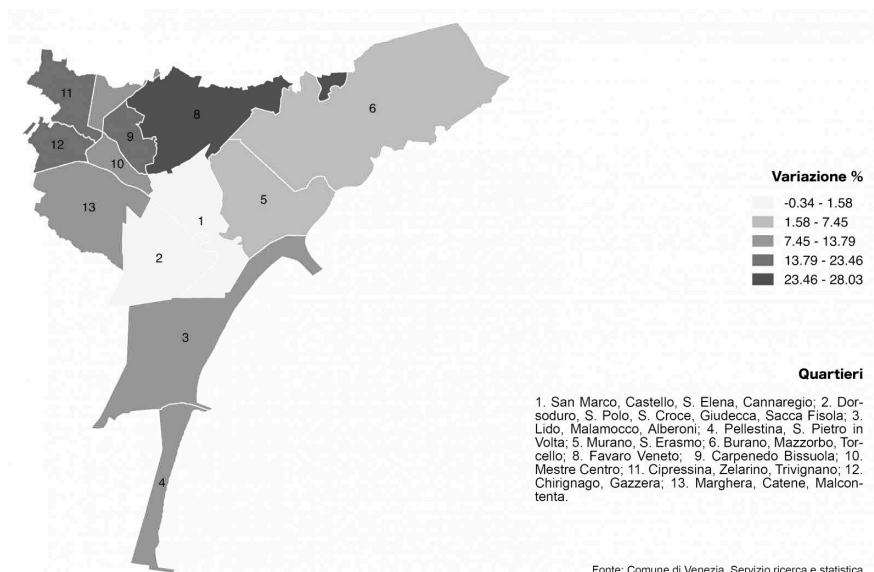 11
8
6
9
12
10
13
5
1
2
3
4
Variazione %
-0.34 - 1.58
1.58 - 7.45
7.45 - 13.79
13.79 - 23.46
23.46 - 28.03
Quartieri
1. San Marco, Castello, S. Elena, Cannaregio; 2. Dor-
soduro, S. Polo, S. Croce, Giudecca, Sacca Fisola; 3.
Lido, Malamocco, Alberoni; 4. Pellestina, S. Pietro in
Volta; 5. Murano, S. Erasmo; 6. Burano, Mazzorbo, Tor-
cello; 8. Favaro Veneto; 9. Carpenedo Bissuola; 10.
Mestre Centro; 11. Cipressina, Zelarino, Trivignano; 12.
Chirignago, Gazzera; 13. Marghera, Catene, Malcon-
tenta.
Fonte: Comune di Venezia, Servizio ricerca e statistica